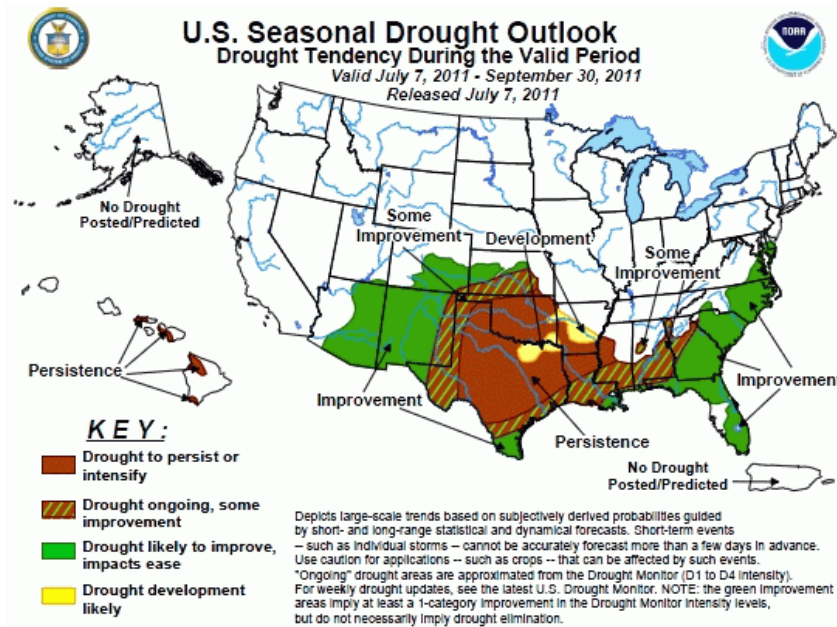 U.S. Seasonal Drought Outlook
Drought Tendency During the Valid Period
Valid July 7, 2011 - September 30, 2011
Released July 7, 2011
NOAA
No Drought
Posted/Predicted
Some
Improvement
Development
Some
Improvement
Persistence
Improvement
Improvement
Persistence
No Drought
Posted/Predicted
KEY:
Drought to persist or
intensify
Drought ongoing, some
improvement
Drought likely to improve,
impacts ease
Drought development
likely
Depicts large-scale trends based on subjectively derived probabilities guided
by short- and long-range statistical and dynamical forecasts. Short-term events
-- such as individual storms -- cannot be accurately forecast more than a few days in advance.
Use caution for applications -- such as crops -- that can be affected by such events.
"Ongoing" drought areas are approximated from the Drought Monitor (D1 to D4 intensity).
For weekly drought updates, see the latest U.S. Drought Monitor. NOTE: the green improvement
areas imply at least a 1-category improvement in the Drought Monitor intensity levels,
but do not necessarily imply drought elimination.